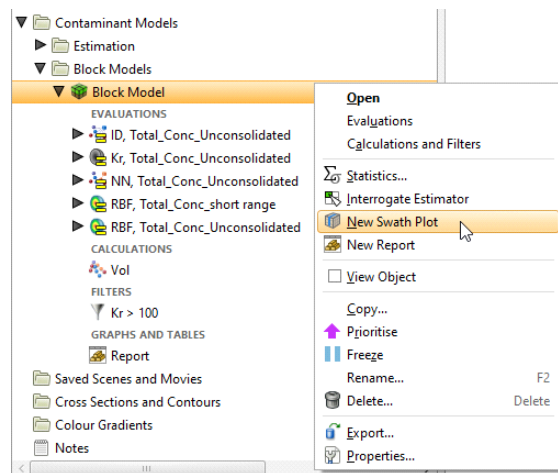 Contaminant Models
Estimation
Block Models
Block Model
EVALUATIONS
ID, Total_Conc_Unconsolidated
Kr, Total_Conc_Unconsolidated
NN, Total_Conc_Unconsolidated
RBF, Total_Conc_short range
RBF, Total_Conc_Unconsolidated
CALCULATIONS
Vol
FILTERS
Kr > 100
GRAPHS AND TABLES
Report
Saved Scenes and Movies
Cross Sections and Contours
Colour Gradients
Notes
Open
Evaluations
Calculations and Filters
Statistics...
Interrogate Estimator
New Swath Plot
New Report
View Object
Copy...
Prioritise
Freeze
Rename... F2
Delete... Delete
Export...
Properties...